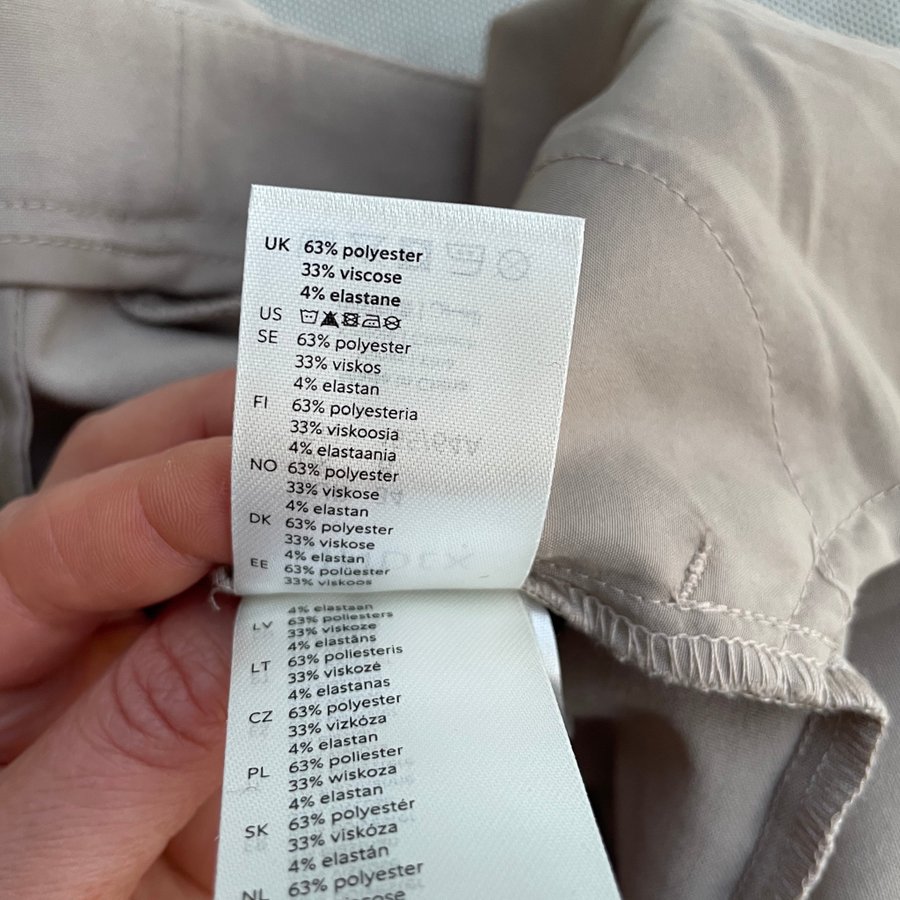 UK 63% polyester
33% viscose
4% elastane
US
SE 63% polyester
33% viskos
4% elastan
FI 63% polyesteria
33% viskoosia
4% elastaania
NO 63% polyester
33% viskose
4% elastan
DK 63% polyester
33% viskose
4% elastan
EE 63% polüester
33% viskoos
4% elastaan
LV 63% poliesters
33% viskoze
4% elastāns
LT 63% poliesteris
33% viskozė
4% elastanas
CZ 63% polyester
33% vizkóza
4% elastan
PL 63% poliester
33% wiskoza
4% elastan
SK 63% polyestér
33% viskóza
4% elastán
NL 63% polyester
viscose